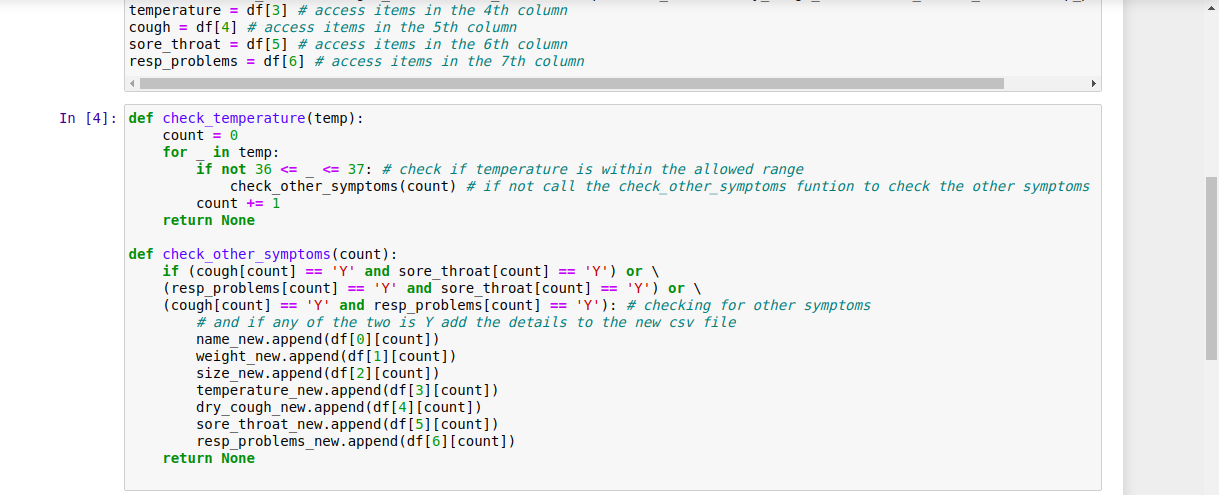 temperature = df[3] # access items in the 4th column
cough = df[4] # access items in the 5th column
sore_throat = df[5] # access items in the 6th column
resp_problems = df[6] # access items in the 7th column
In [4]: def check_temperature(temp):
    count = 0
    for _ in temp:
        if not 36 <= _ <= 37: # check if temperature is within the allowed range
            check_other_symptoms(count) # if not call the check_other_symptoms funtion to check the other symptoms
        count += 1
    return None
def check_other_symptoms(count):
    if (cough[count] == 'Y' and sore_throat[count] == 'Y') or \
    (resp_problems[count] == 'Y' and sore_throat[count] == 'Y') or \
    (cough[count] == 'Y' and resp_problems[count] == 'Y'): # checking for other symptoms
        # and if any of the two is Y add the details to the new csv file
        name_new.append(df[0][count])
        weight_new.append(df[1][count])
        size_new.append(df[2][count])
        temperature_new.append(df[3][count])
        dry_cough_new.append(df[4][count])
        sore_throat_new.append(df[5][count])
        resp_problems_new.append(df[6][count])
    return None